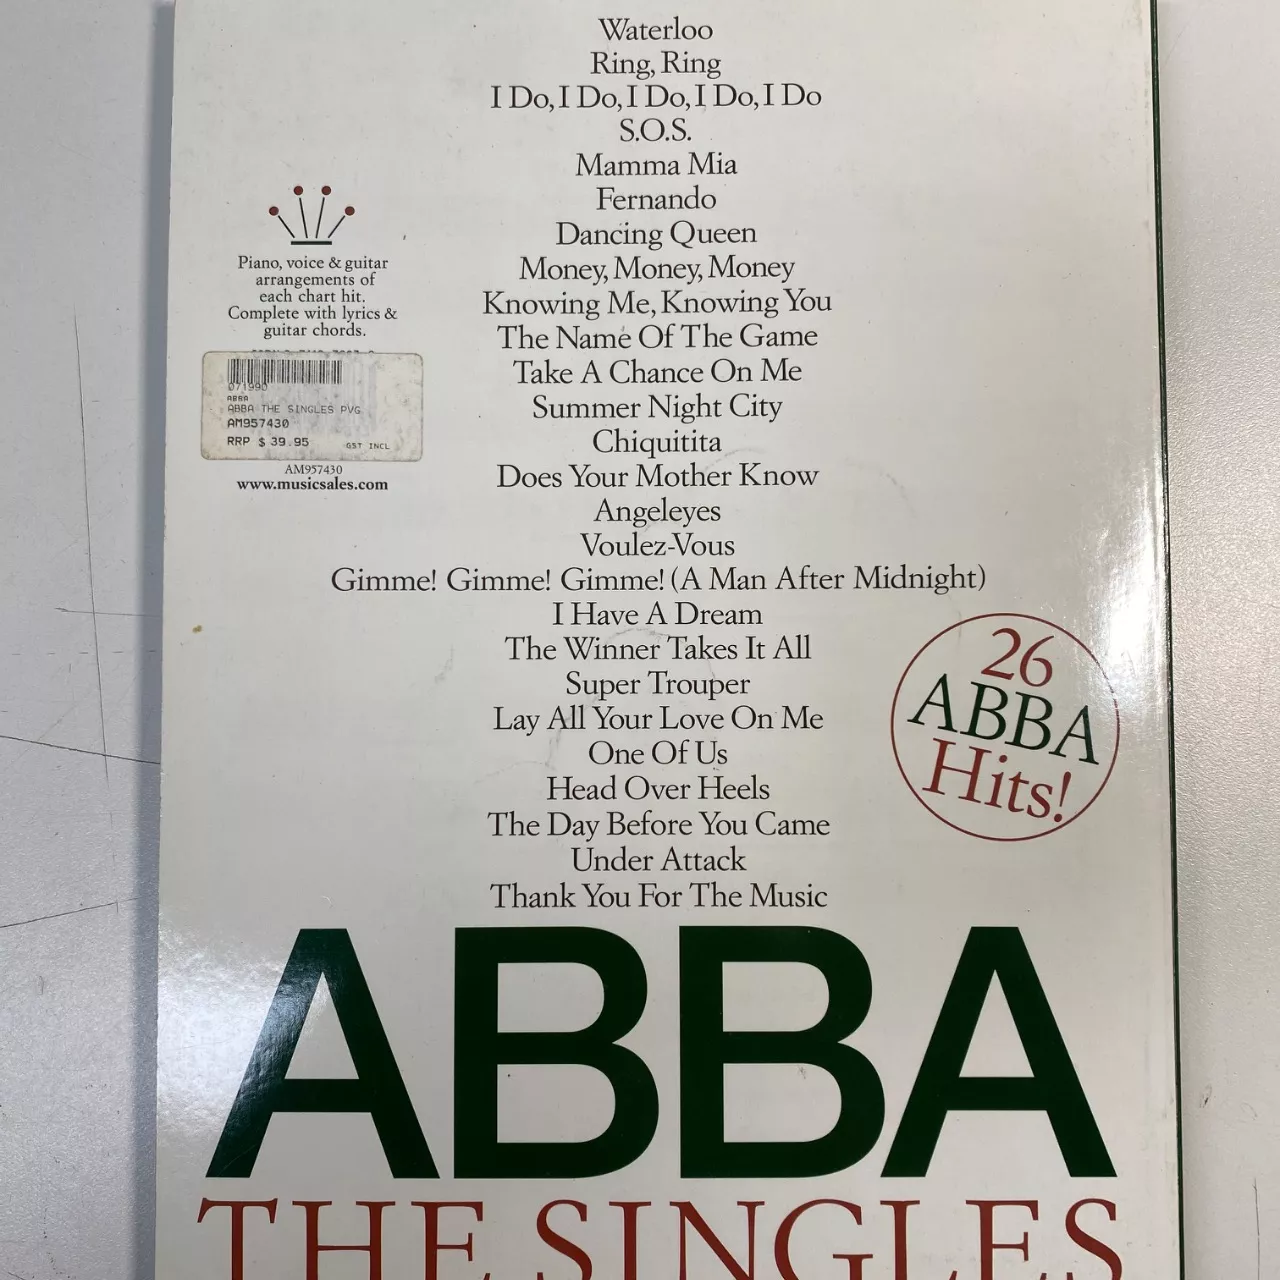 Waterloo
Ring, Ring
I Do, I Do, I Do, I Do, I Do
S.O.S.
Mamma Mia
Fernando
Dancing Queen
Money, Money, Money
Knowing Me, Knowing You
The Name Of The Game
Take A Chance On Me
Summer Night City
Chiquitita
Does Your Mother Know
Angeleyes
Voulez-Vous
Gimme! Gimme! Gimme! (A Man After Midnight)
I Have A Dream
The Winner Takes It All
Super Trouper
Lay All Your Love On Me
One Of Us
Head Over Heels
The Day Before You Came
Under Attack
Thank You For The Music
Piano, voice & guitar
arrangements of
each chart hit.
Complete with lyrics &
guitar chords.
071990
ABBA
ABBA THE SINGLES PVG
AM957430
RRP $ 39.95 GST INCL
AM957430
www.musicsales.com
26
ABBA
Hits!
ABBA
THE SINGLES